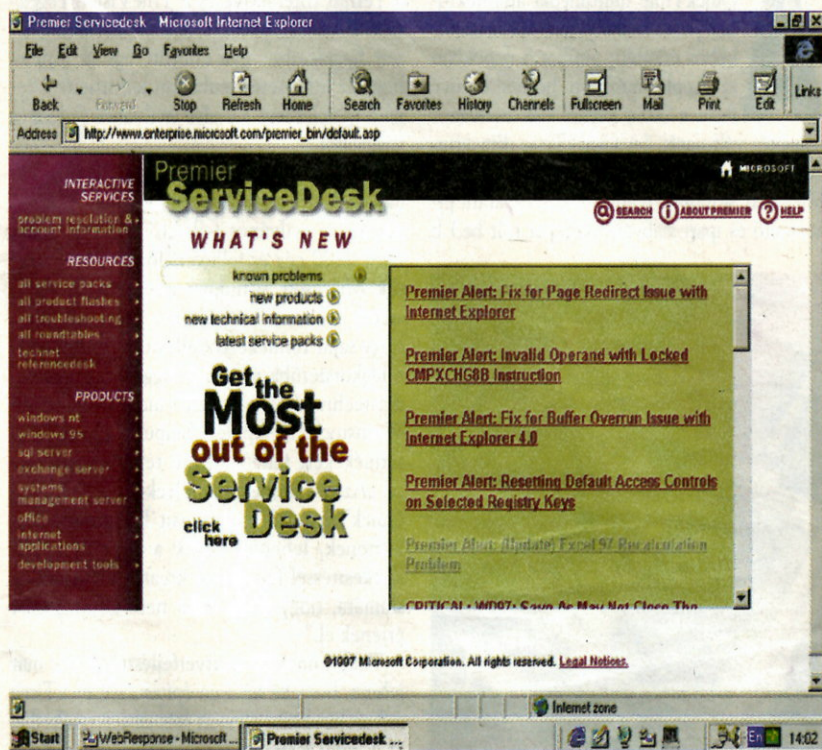 Premier Servicedesk - Microsoft Internet Explorer
File Edit View Go Favorites Help
Back Forward Stop Refresh Home Search Favorites History Channels Fullscreen Mail Print Edit Links
Address http://www.enterprise.microsoft.com/premier_bin/default.asp
INTERACTIVE
SERVICES
problem resolution &
account information
RESOURCES
all service packs
all product flashes
all troubleshooting
all roundtables
technet
referencedesk
PRODUCTS
windows nt
windows 95
sql server
exchange server
systems
management server
office
internet
applications
development tools
Premier
ServiceDesk
MICROSOFT
SEARCH ABOUT PREMIER HELP
WHAT'S NEW
known problems
new products
new technical information
latest service packs
Get the
Most
out of the
Service
Desk
click
here
Premier Alert: Fix for Page Redirect Issue with
Internet Explorer
Premier Alert: Invalid Operand with Locked
CMPXCHG8B Instruction
Premier Alert: Fix for Buffer Overrun Issue with
Internet Explorer 4.0
Premier Alert: Resetting Default Access Controls
on Selected Registry Keys
Premier Alert: (Update) Excel 97 Recalculation
Problem
CRITICAL: WD97: Save As May Not Close The
©1997 Microsoft Corporation. All rights reserved. Legal Notices.
Internet zone
Start WebResponse - Microsoft ... Premier Servicedesk ... En 14:02